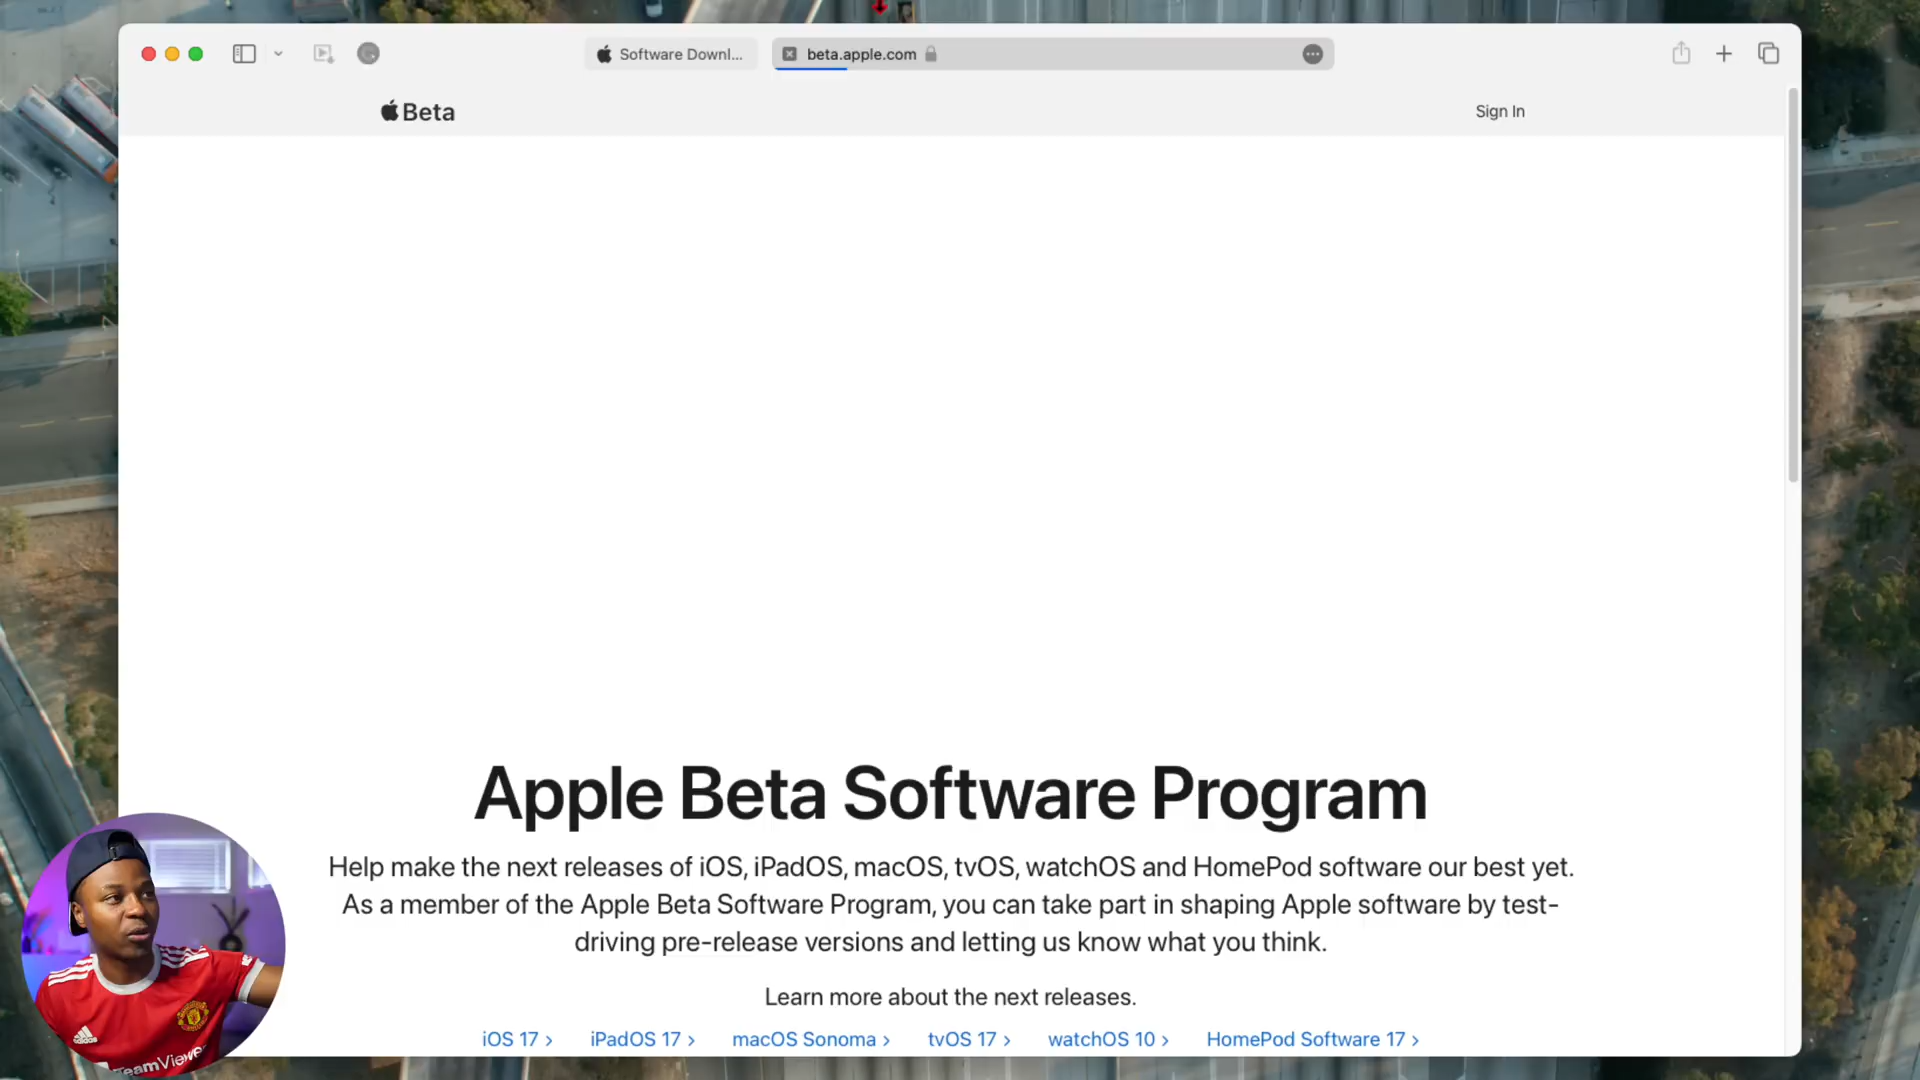 Software Downl...
beta.apple.com
Beta
Sign In
Apple Beta Software Program
Help make the next releases of iOS, iPadOS, macOS, tvOS, watchOS and HomePod software our best yet.
As a member of the Apple Beta Software Program, you can take part in shaping Apple software by test-
driving pre-release versions and letting us know what you think.
Learn more about the next releases.
iOS 17 >
iPadOS 17 >
macOS Sonoma >
tvOS 17 >
watchOS 10 >
HomePod Software 17 >
adidas
TeamViewer